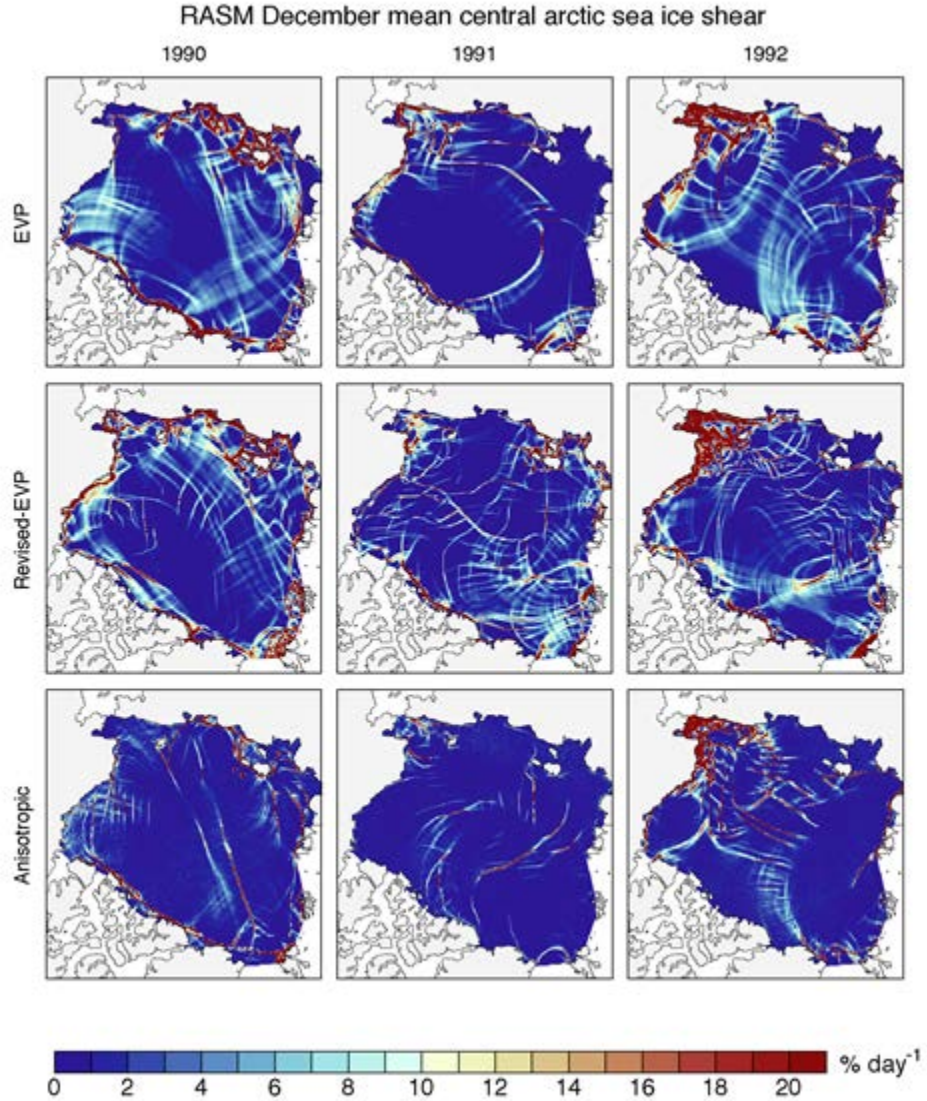 RASM December mean central arctic sea ice shear
1990 1991 1992
EVP
Revised-EVP
Anisotropic
0 2 4 6 8 10 12 14 16 18 20 % day-1